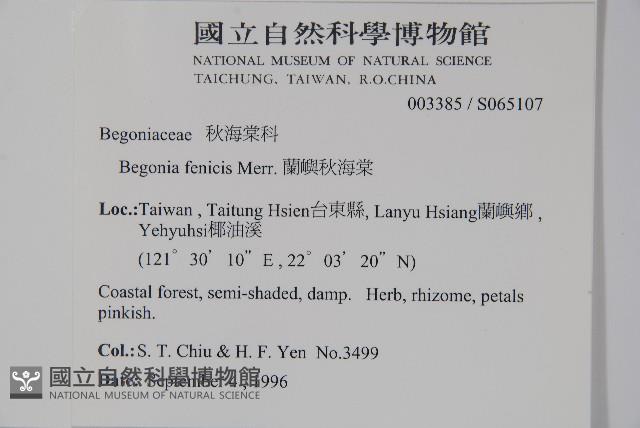 國立自然科學博物館
NATIONAL MUSEUM OF NATURAL SCIENCE
TAICHUNG, TAIWAN, R.O.CHINA
003385 / S065107
Begoniaceae 秋海棠科
Begonia fenicis Merr. 蘭嶼秋海棠
Loc.:Taiwan , Taitung Hsien台東縣, Lanyu Hsiang蘭嶼鄉 ,
Yehyuhsi椰油溪
(121° 30' 10" E , 22° 03' 20" N)
Coastal forest, semi-shaded, damp. Herb, rhizome, petals
pinkish.
Col.: S. T. Chiu & H. F. Yen No.3499
Date: September 4 , 1996
國立自然科學博物館
NATIONAL MUSEUM OF NATURAL SCIENCE